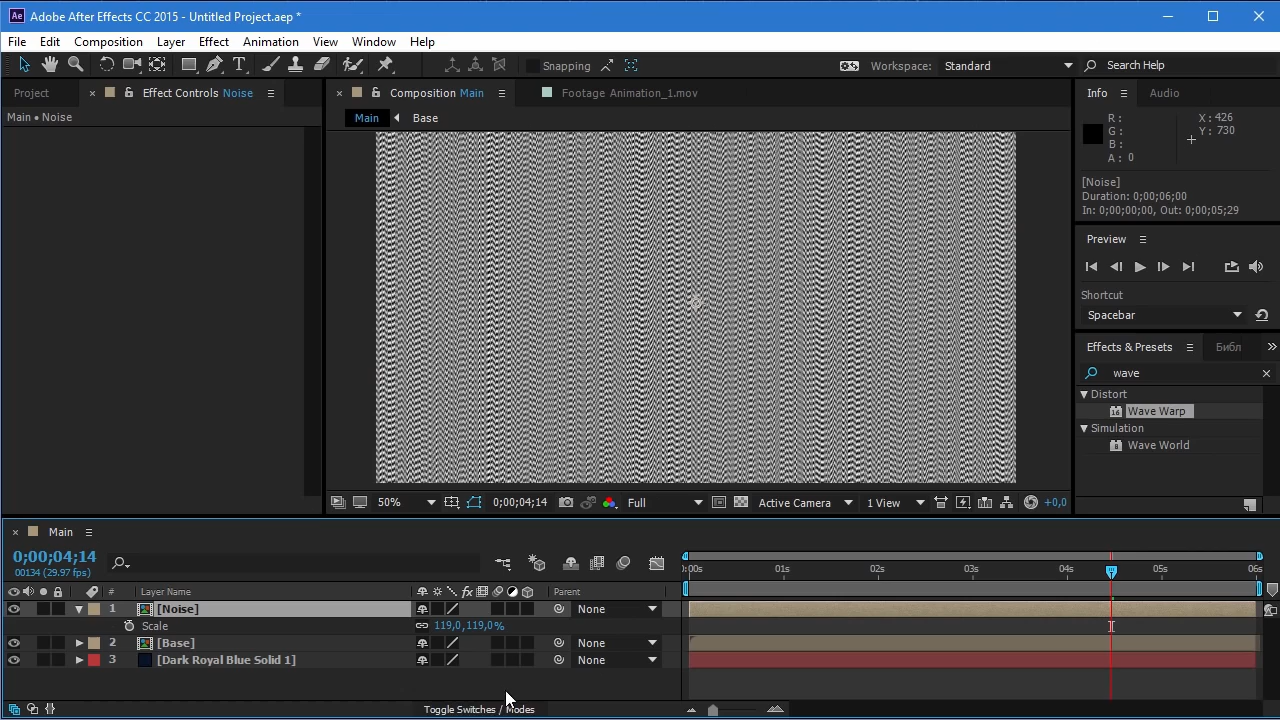 Adobe After Effects CC 2015 - Untitled Project.aep *
File Edit Composition Layer Effect Animation View Window Help
Snapping Workspace: Standard Search Help
Project Effect Controls Noise Composition Main Footage Animation_1.mov Info Audio
Main • Noise Main Base
R: G: B: A: 0 X: 426 Y: 730
[Noise]
Duration: 0;00;06;00
In: 0;00;00;00, Out: 0;00;05;29
Preview
Shortcut
Spacebar
Effects & Presets Библ
wave
Distort
Wave Warp
Simulation
Wave World
50% 0;00;04;14 Full Active Camera 1 View +0,0
Main
0;00;04;14
00134 (29.97 fps)
:00s 01s 02s 03s 04s 05s 06s
# Layer Name fx Parent
1 [Noise] None
Scale 119,0,119,0%
2 [Base] None
3 [Dark Royal Blue Solid 1] None
Toggle Switches / Modes